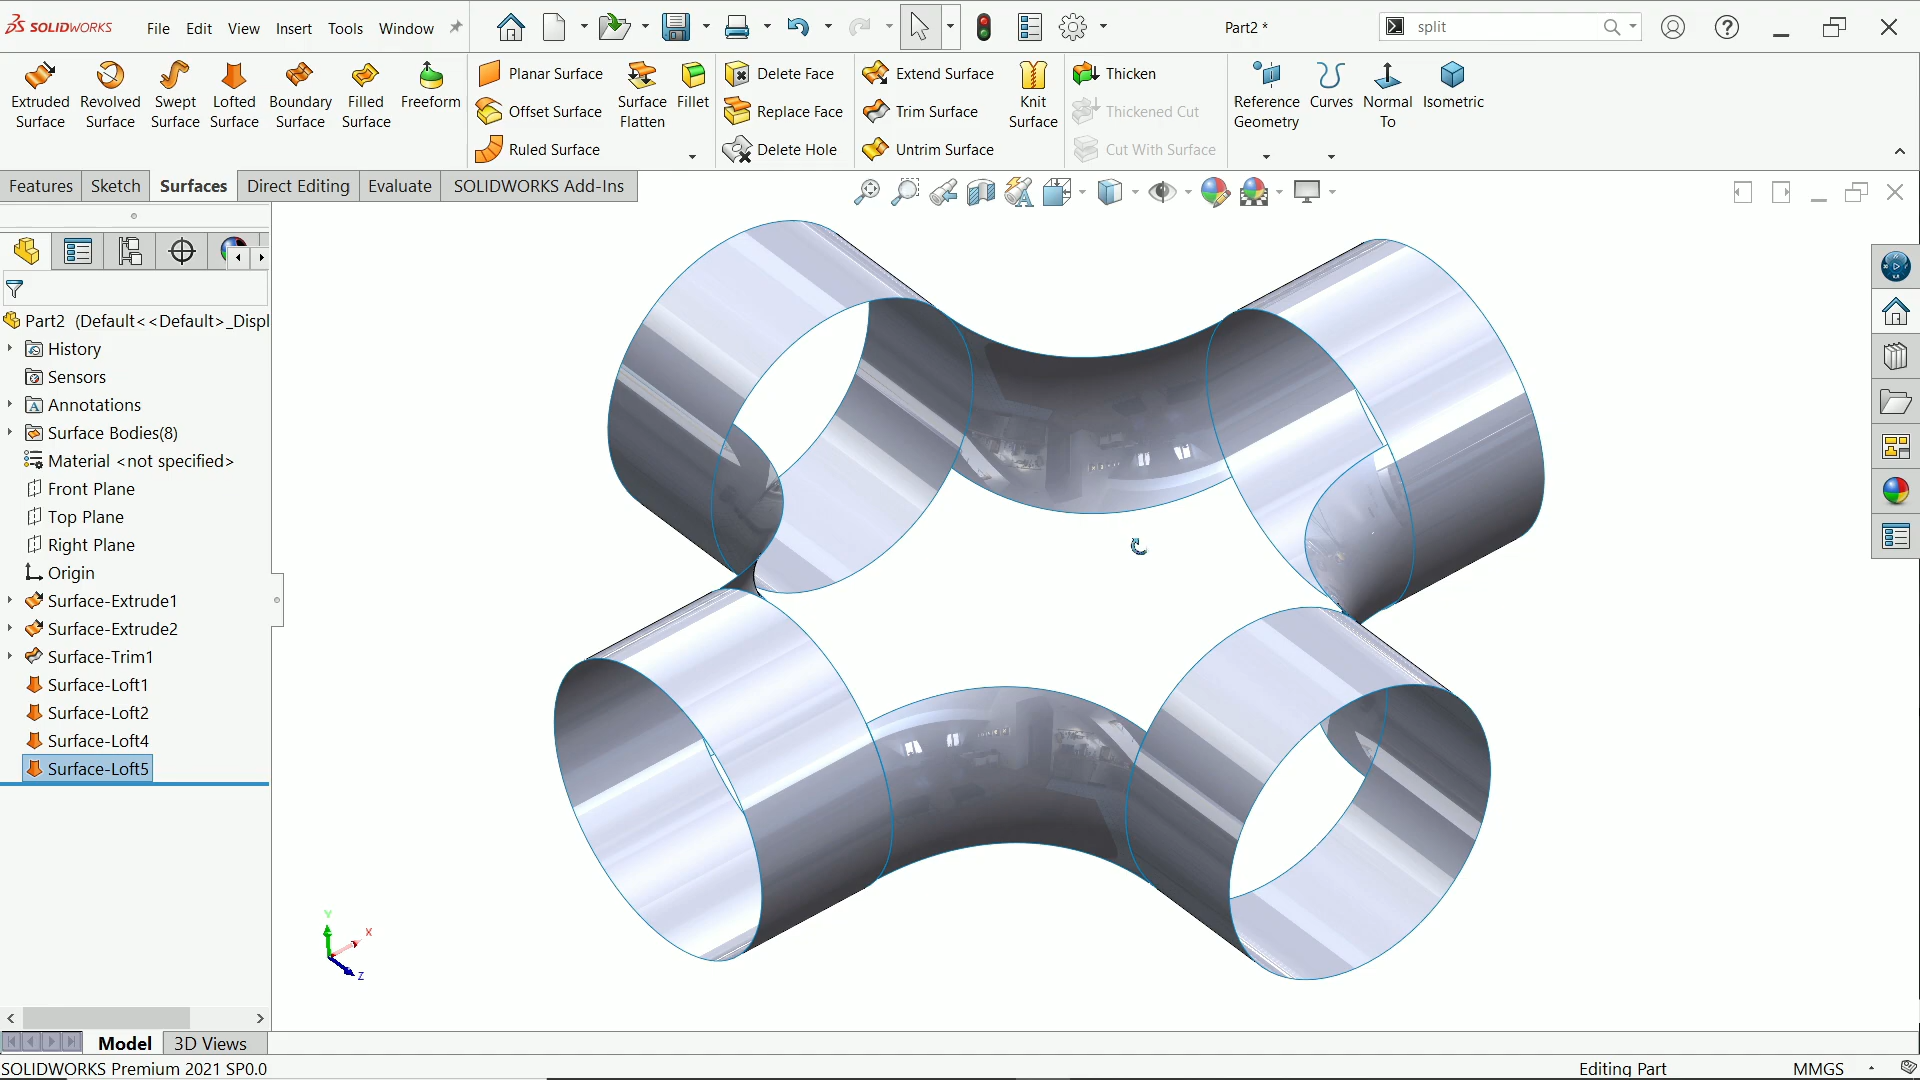 SOLIDWORKS File Edit View Insert Tools Window Part2 * split
Extruded Surface
Revolved Surface
Swept Surface
Lofted Surface
Boundary Surface
Filled Surface
Freeform
Planar Surface
Offset Surface
Ruled Surface
Surface Flatten
Fillet
Delete Face
Replace Face
Delete Hole
Extend Surface
Trim Surface
Untrim Surface
Knit Surface
Thicken
Thickened Cut
Cut With Surface
Reference Geometry
Curves
Normal To
Isometric
Features Sketch Surfaces Direct Editing Evaluate SOLIDWORKS Add-Ins
Part2 (Default<<Default>_Displ
History
Sensors
A Annotations
Surface Bodies(8)
Material <not specified>
Front Plane
Top Plane
Right Plane
Origin
Surface-Extrude1
Surface-Extrude2
Surface-Trim1
Surface-Loft1
Surface-Loft2
Surface-Loft4
Surface-Loft5
Y
X
Z
Model 3D Views
SOLIDWORKS Premium 2021 SP0.0 Editing Part MMGS